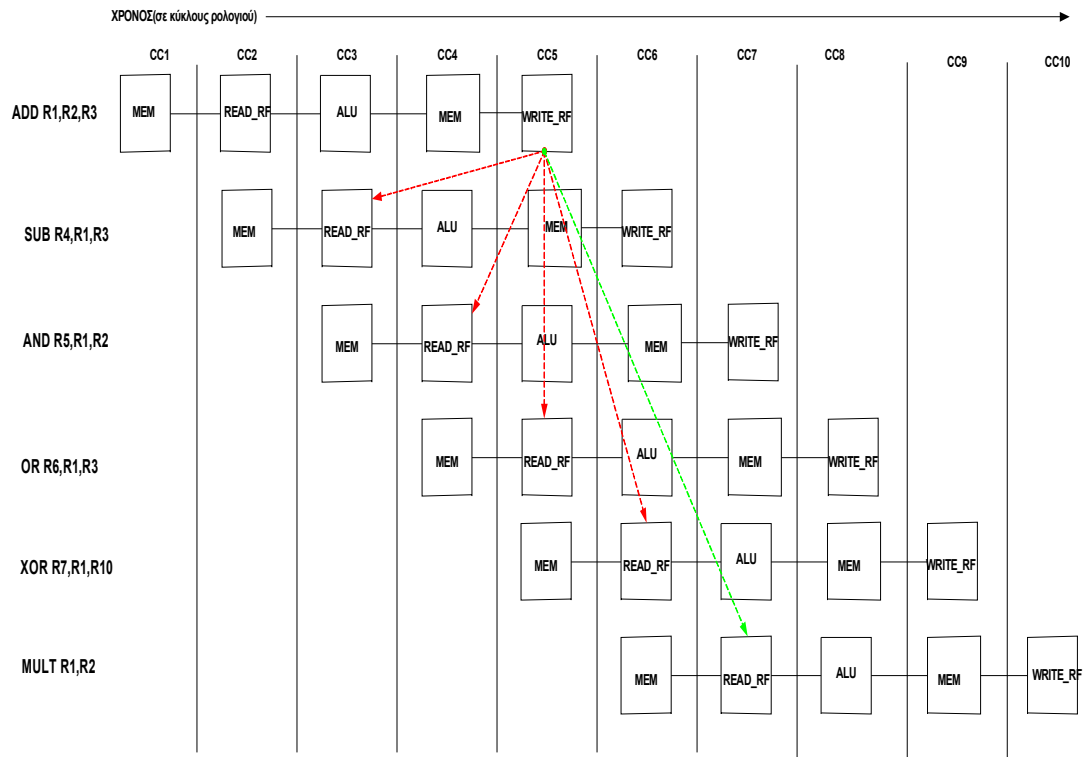 ΧΡΟΝΟΣ(σε κύκλους ρολογιού)
CC1 CC2 CC3 CC4 CC5 CC6 CC7 CC8 CC9 CC10
ADD R1,R2,R3 MEM READ_RF ALU MEM WRITE_RF
SUB R4,R1,R3 MEM READ_RF ALU MEM WRITE_RF
AND R5,R1,R2 MEM READ_RF ALU MEM WRITE_RF
OR R6,R1,R3 MEM READ_RF ALU MEM WRITE_RF
XOR R7,R1,R10 MEM READ_RF ALU MEM WRITE_RF
MULT R1,R2 MEM READ_RF ALU MEM WRITE_RF